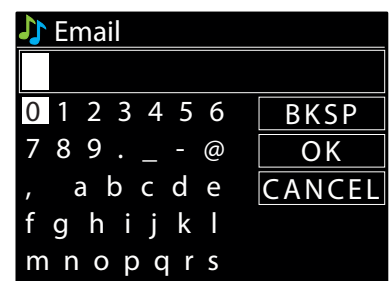 Email
0 1 2 3 4 5 6 BKSP
7 8 9 . _ - @ OK
, a b c d e CANCEL
f g h i j k l
m n o p q r s